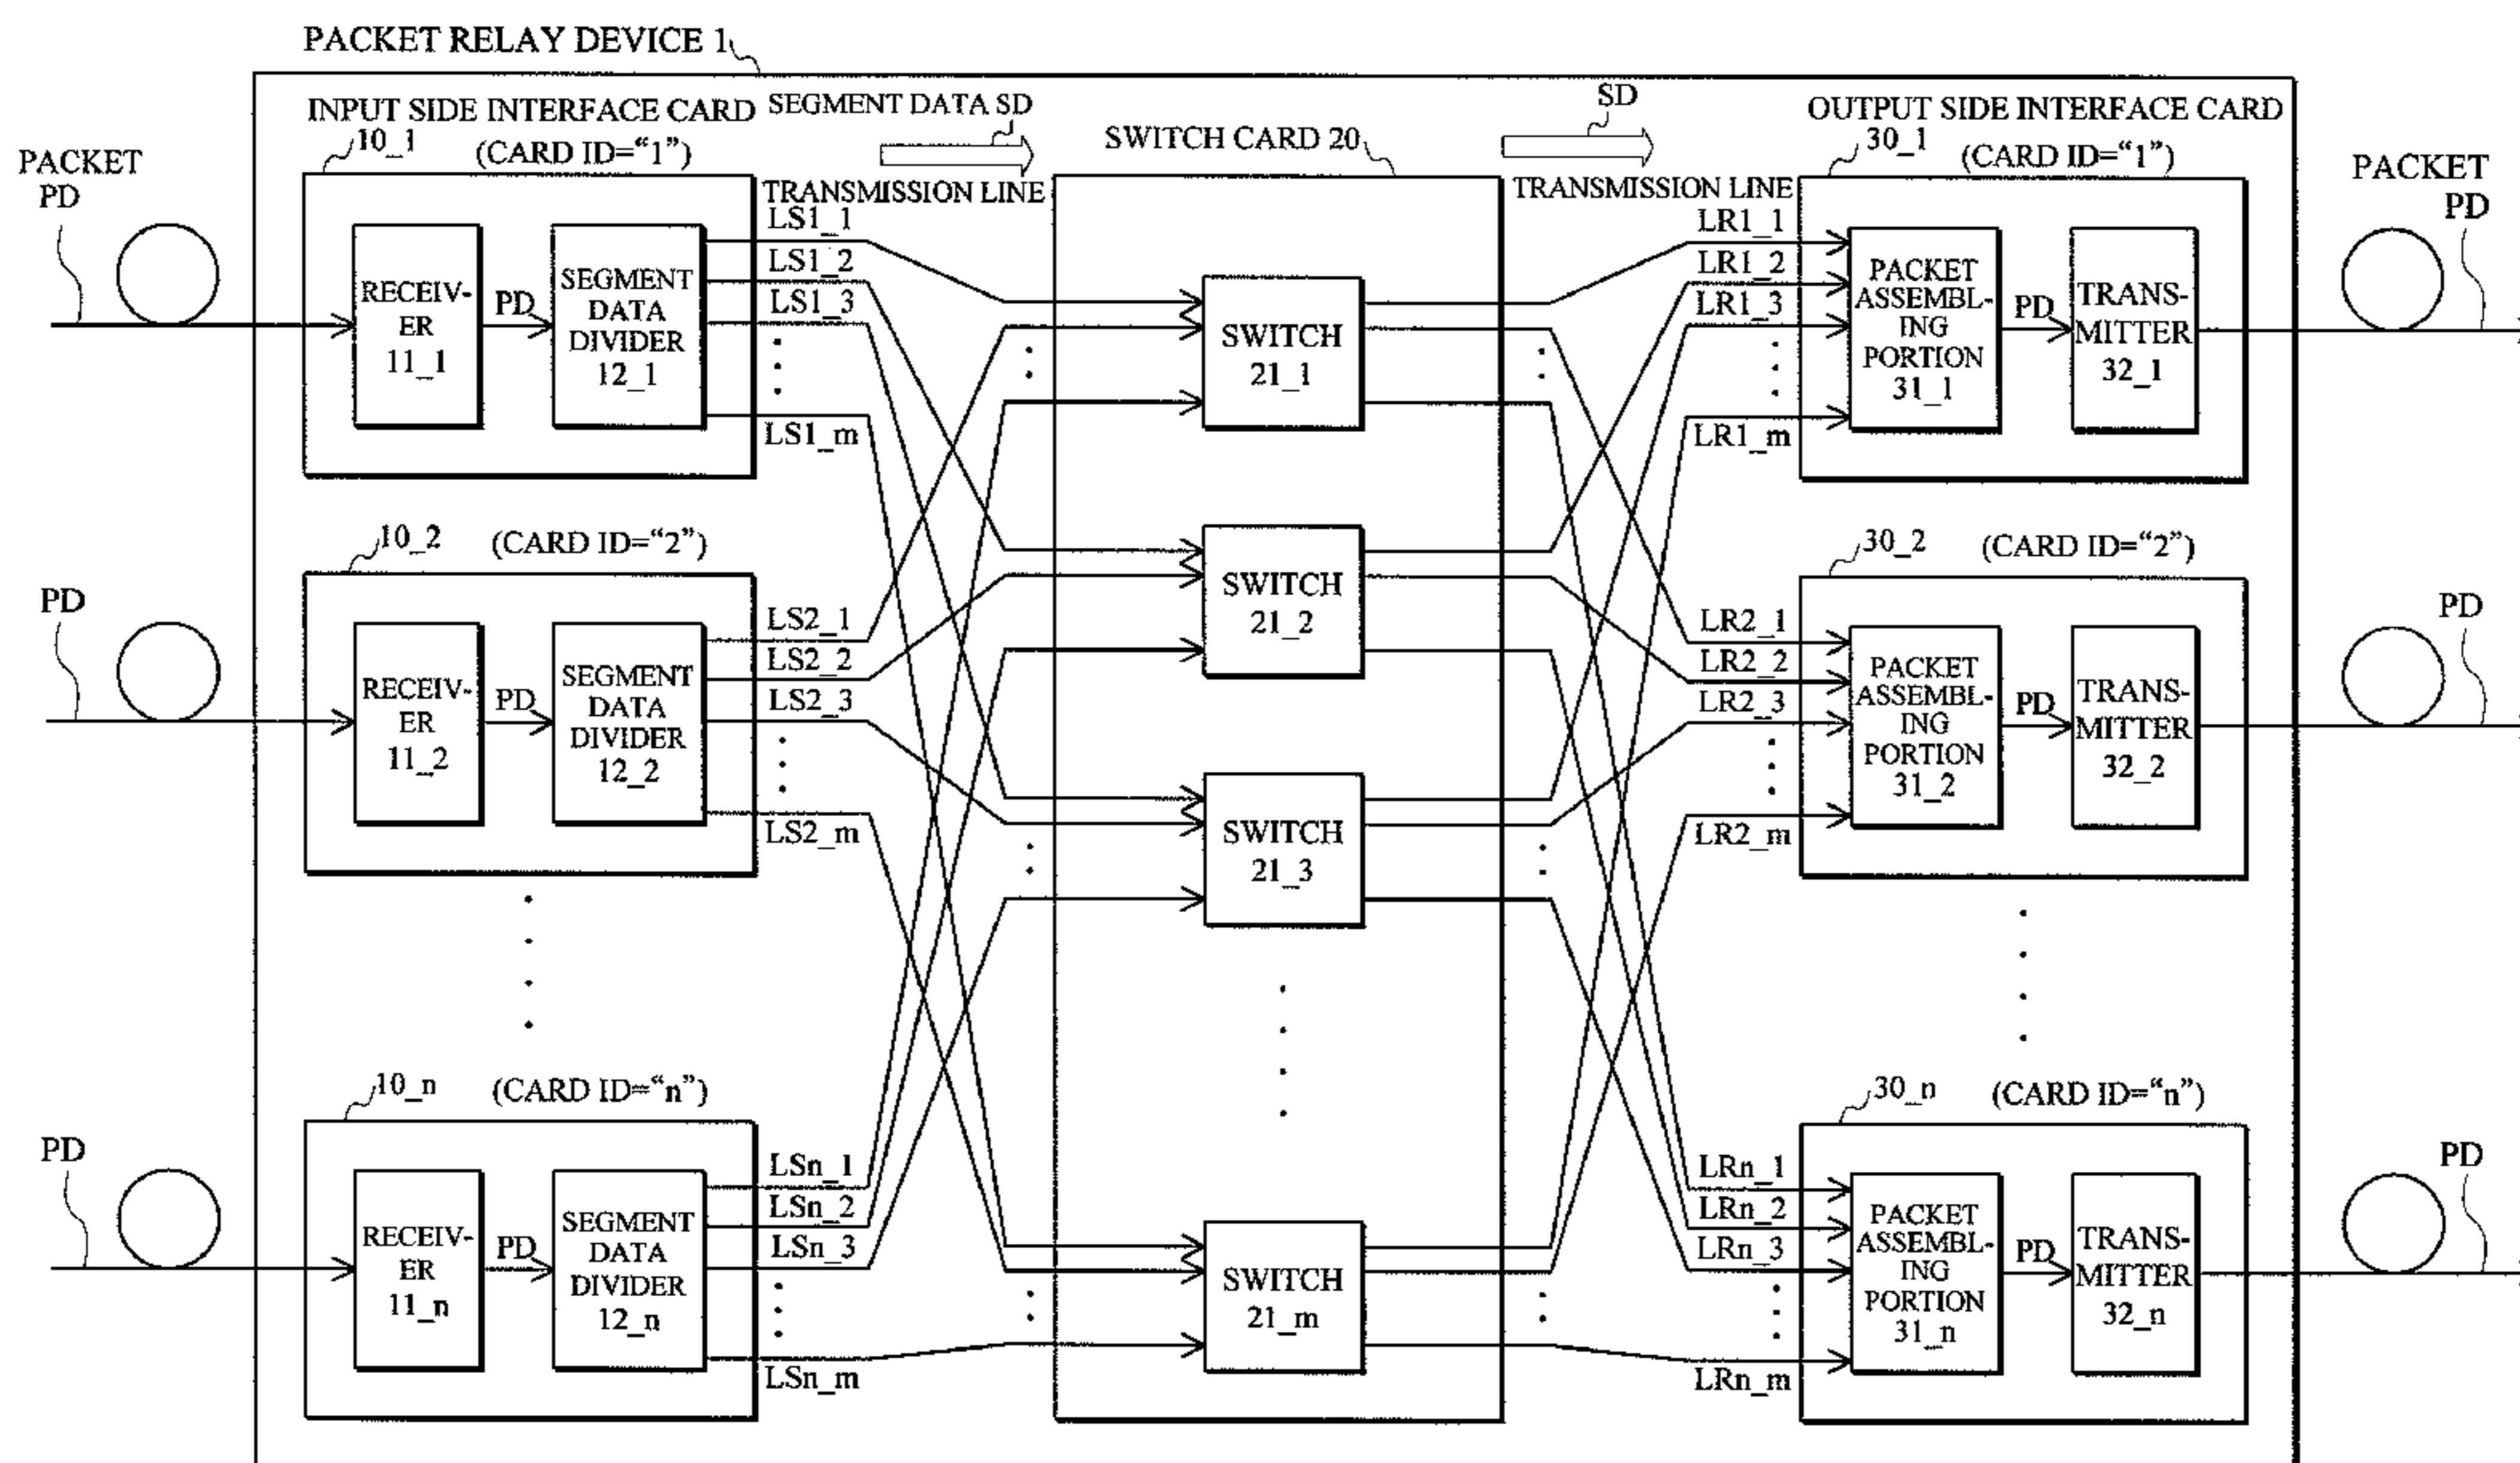 PACKET RELAY DEVICE 1
INPUT SIDE INTERFACE CARD
SEGMENT DATA SD
SD
OUTPUT SIDE INTERFACE CARD
10_1
(CARD ID="1")
SWITCH CARD 20
30_1
(CARD ID="1")
PACKET
PD
TRANSMISSION LINE
TRANSMISSION LINE
PACKET
PD
RECEIV-
ER
11_1
PD
SEGMENT
DATA
DIVIDER
12_1
LS1_1
LS1_2
LS1_3
LS1_m
SWITCH
21_1
LR1_1
LR1_2
LR1_3
LR1_m
PACKET
ASSEMBL-
ING
PORTION
31_1
PD
TRANS-
MITTER
32_1
10_2
(CARD ID="2")
30_2
(CARD ID="2")
PD
RECEIV-
ER
11_2
PD
SEGMENT
DATA
DIVIDER
12_2
LS2_1
LS2_2
LS2_3
LS2_m
SWITCH
21_2
SWITCH
21_3
LR2_1
LR2_2
LR2_3
LR2_m
PACKET
ASSEMBL-
ING
PORTION
31_2
PD
TRANS-
MITTER
32_2
PD
10_n
(CARD ID="n")
30_n
(CARD ID="n")
PD
RECEIV-
ER
11_n
PD
SEGMENT
DATA
DIVIDER
12_n
LSn_1
LSn_2
LSn_3
LSn_m
SWITCH
21_m
LRn_1
LRn_2
LRn_3
LRn_m
PACKET
ASSEMBL-
ING
PORTION
31_n
PD
TRANS-
MITTER
32_n
PD